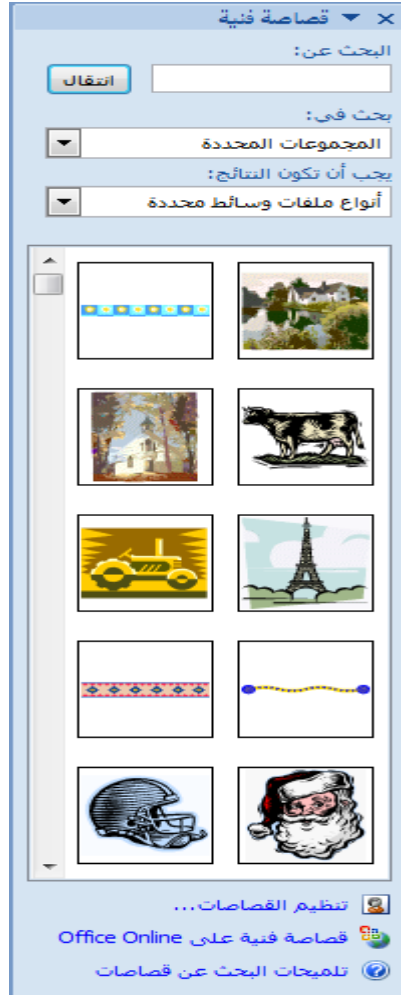 قصاصة فنية
البحث عن:
انتقال
بحث في:
المجموعات المحددة
يجب أن تكون النتائج:
أنواع ملفات وسائط محددة
تنظيم القصاصات...
قصاصة فنية على Office Online
تلميحات البحث عن قصاصات